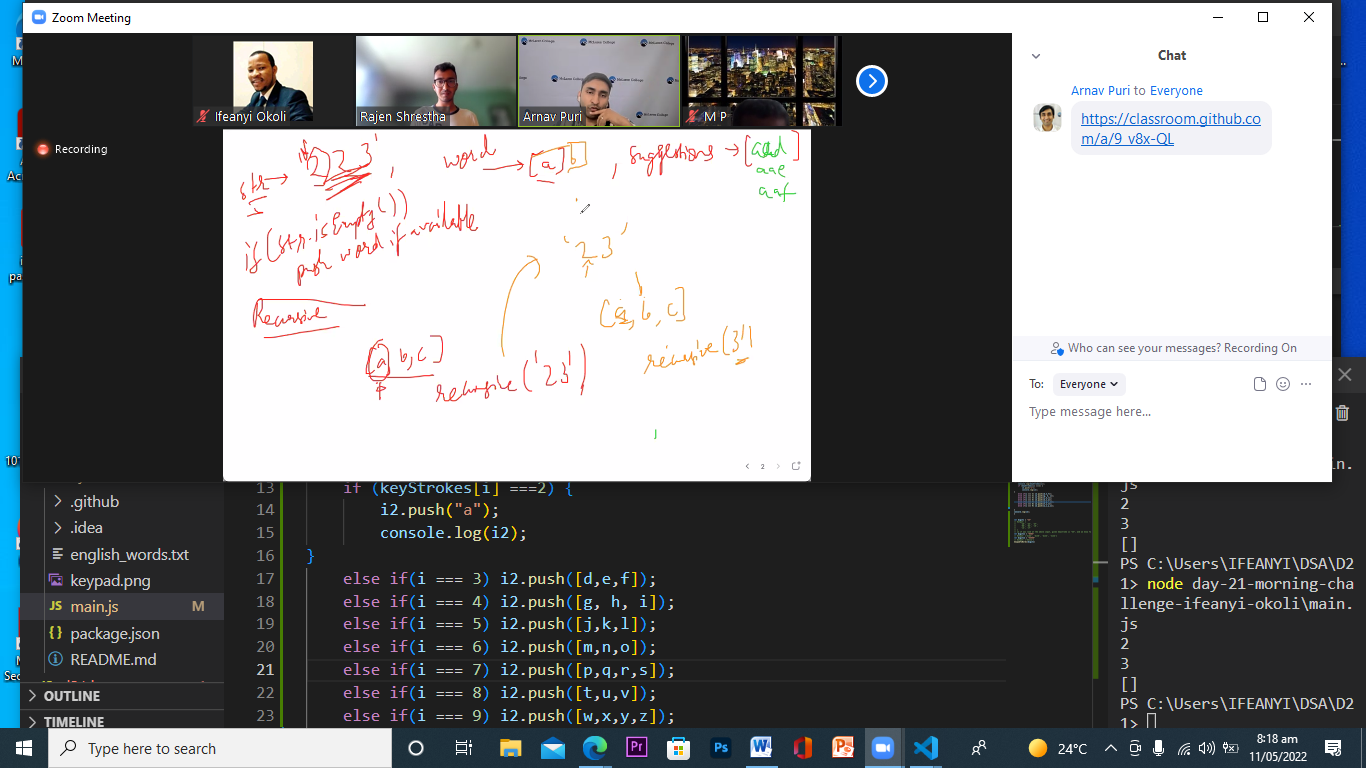 Zoom Meeting
Ifeanyi Okoli
Rajen Shrestha
Arnav Puri
M P
Recording
str → '223' , word → [a] b] , suggestions → [aad]
aae
aaf
if (str.isEmpty())
push word if available
Recursive
[a, b, c]
recursive ('23')
'23'
[a, b, c]
recursive (3')
2
Chat
Arnav Puri to Everyone
https://classroom.github.co
m/a/9_v8x-QL
Who can see your messages? Recording On
To: Everyone
Type message here...
.github
.idea
english_words.txt
keypad.png
JS main.js M
package.json
README.md
OUTLINE
TIMELINE
13 if (keyStrokes[i] ===2) {
14 i2.push("a");
15 console.log(i2);
16 }
17 else if(i === 3) i2.push([d,e,f]);
18 else if(i === 4) i2.push([g, h, i]);
19 else if(i === 5) i2.push([j,k,l]);
20 else if(i === 6) i2.push([m,n,o]);
21 else if(i === 7) i2.push([p,q,r,s]);
22 else if(i === 8) i2.push([t,u,v]);
23 else if(i === 9) i2.push([w,x,y,z]);
js
2
3
[]
PS C:\Users\IFEANYI\DSA\D2
1> node day-21-morning-cha
llenge-ifeanyi-okoli\main.
js
2
3
[]
PS C:\Users\IFEANYI\DSA\D2
1>
Type here to search
24°C
8:18 am
11/05/2022